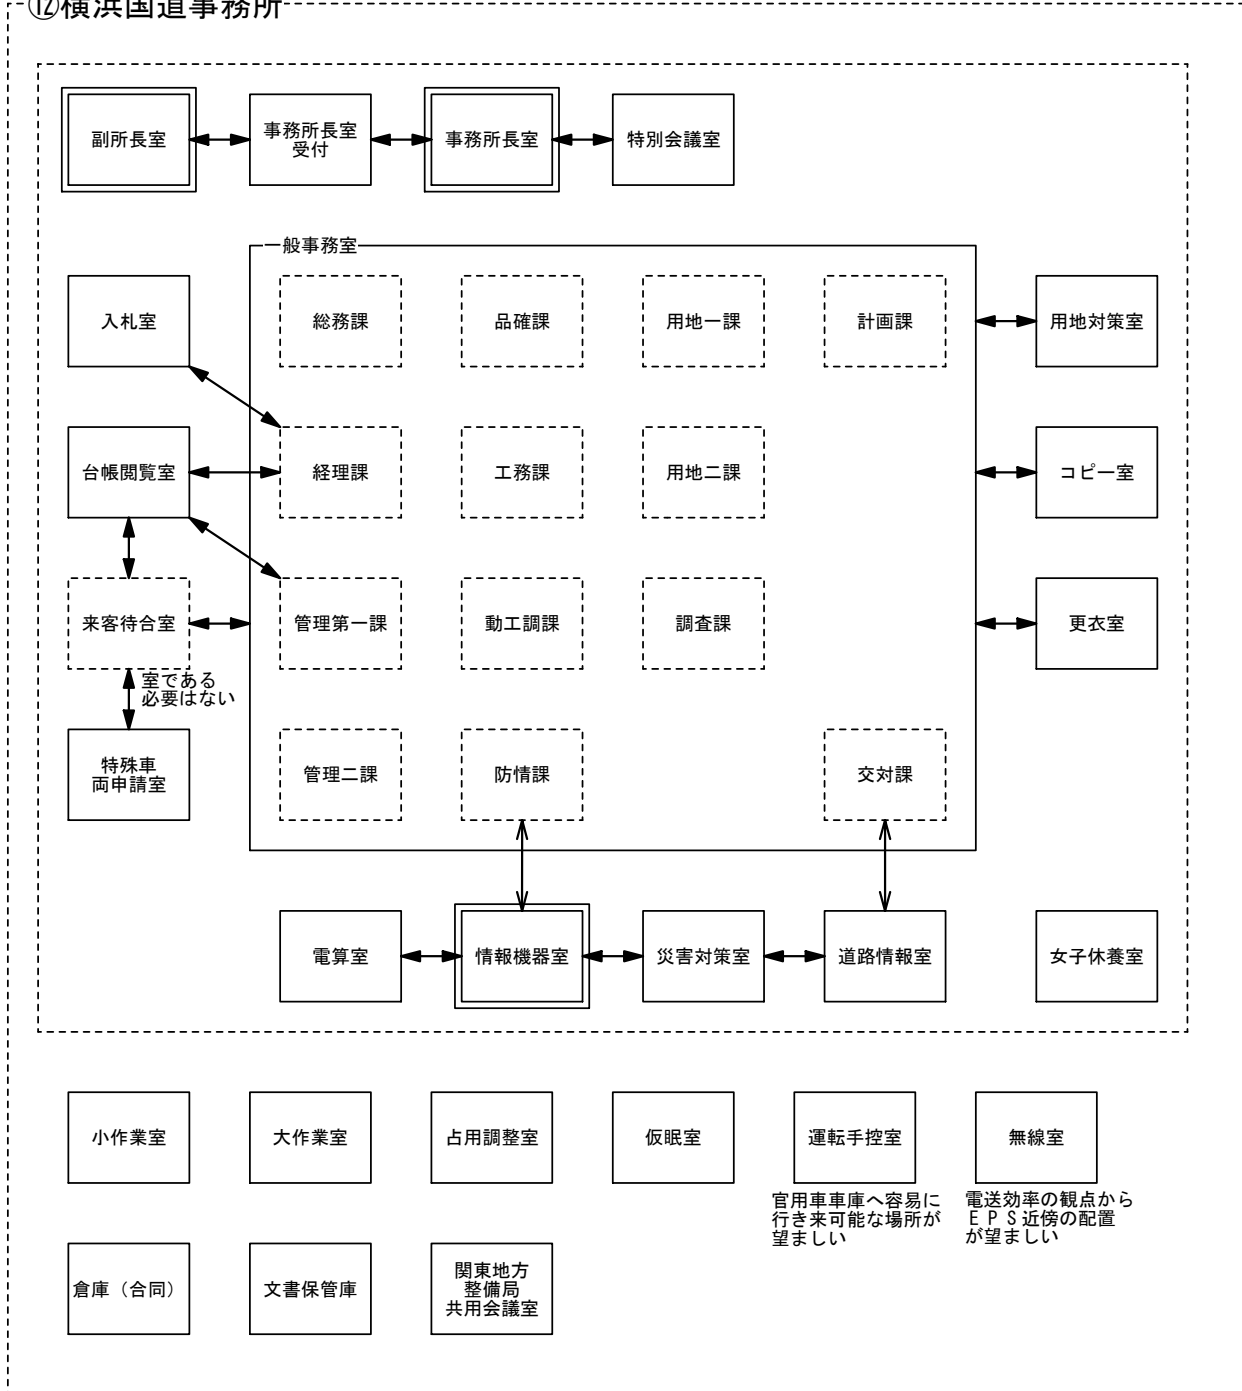 ⑫横浜国道事務所
副所長室
事務所長室
受付
事務所長室
特別会議室
一般事務室
入札室
総務課
品確課
用地一課
計画課
用地対策室
台帳閲覧室
経理課
工務課
用地二課
コピー室
来客待合室
管理第一課
動工調課
調査課
更衣室
室である
必要はない
特殊車
両申請室
管理二課
防情課
交対課
電算室
情報機器室
災害対策室
道路情報室
女子休養室
小作業室
大作業室
占用調整室
仮眠室
運転手控室
無線室
官用車車庫へ容易に
行き来可能な場所が
望ましい
電送効率の観点から
ＥＰＳ近傍の配置
が望ましい
倉庫（合同）
文書保管庫
関東地方
整備局
共用会議室